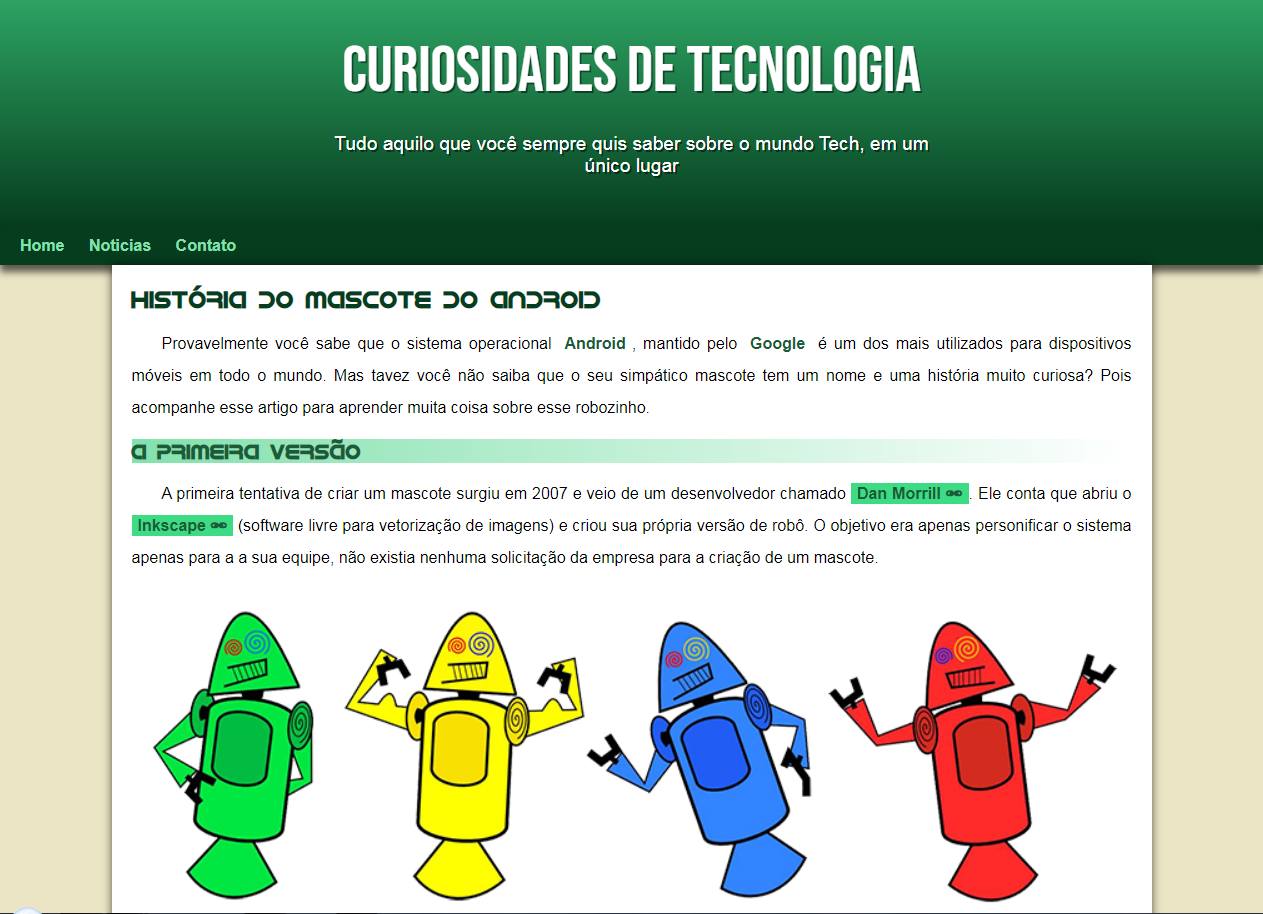 CURIOSIDADES DE TECNOLOGIA
Tudo aquilo que você sempre quis saber sobre o mundo Tech, em um
único lugar
Home Noticias Contato
HISTÓRIA DO MASCOTE DO ANDROID
Provavelmente você sabe que o sistema operacional Android , mantido pelo Google é um dos mais utilizados para dispositivos
móveis em todo o mundo. Mas tavez você não saiba que o seu simpático mascote tem um nome e uma história muito curiosa? Pois
acompanhe esse artigo para aprender muita coisa sobre esse robozinho.
A PRIMEIRA VERSÃO
A primeira tentativa de criar um mascote surgiu em 2007 e veio de um desenvolvedor chamado Dan Morrill. Ele conta que abriu o
Inkscape (software livre para vetorização de imagens) e criou sua própria versão de robô. O objetivo era apenas personificar o sistema
apenas para a a sua equipe, não existia nenhuma solicitação da empresa para a criação de um mascote.